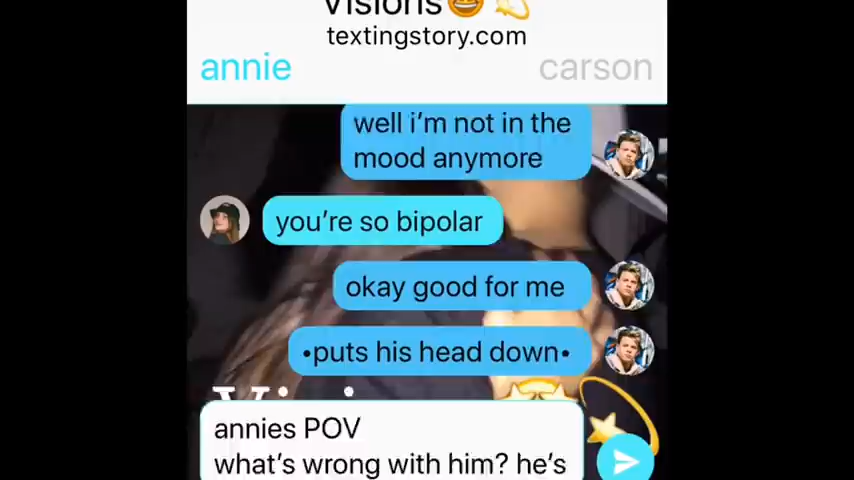 Visions🤩💫
textingstory.com
annie
carson
well i’m not in the
mood anymore
you’re so bipolar
okay good for me
•puts his head down•
annies POV
what’s wrong with him? he’s